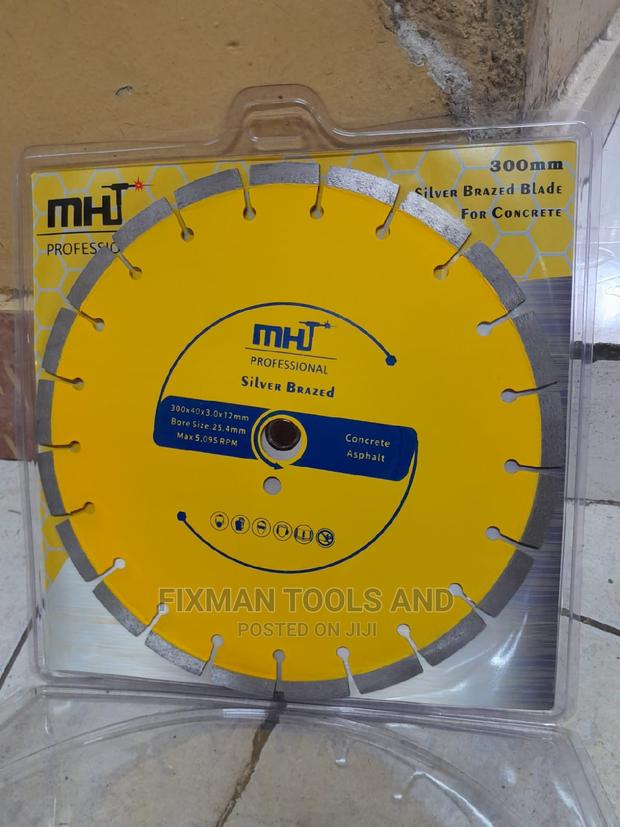 300mm
Silver Brazed Blade
For Concrete
MHT
PROFESSIO
MHT
PROFESSIONAL
Silver Brazed
300x40x3.0x12mm
Bore Size: 25.4mm
Max 5,095 RPM
Concrete
Asphalt
FIXMAN TOOLS AND
POSTED ON JIJI